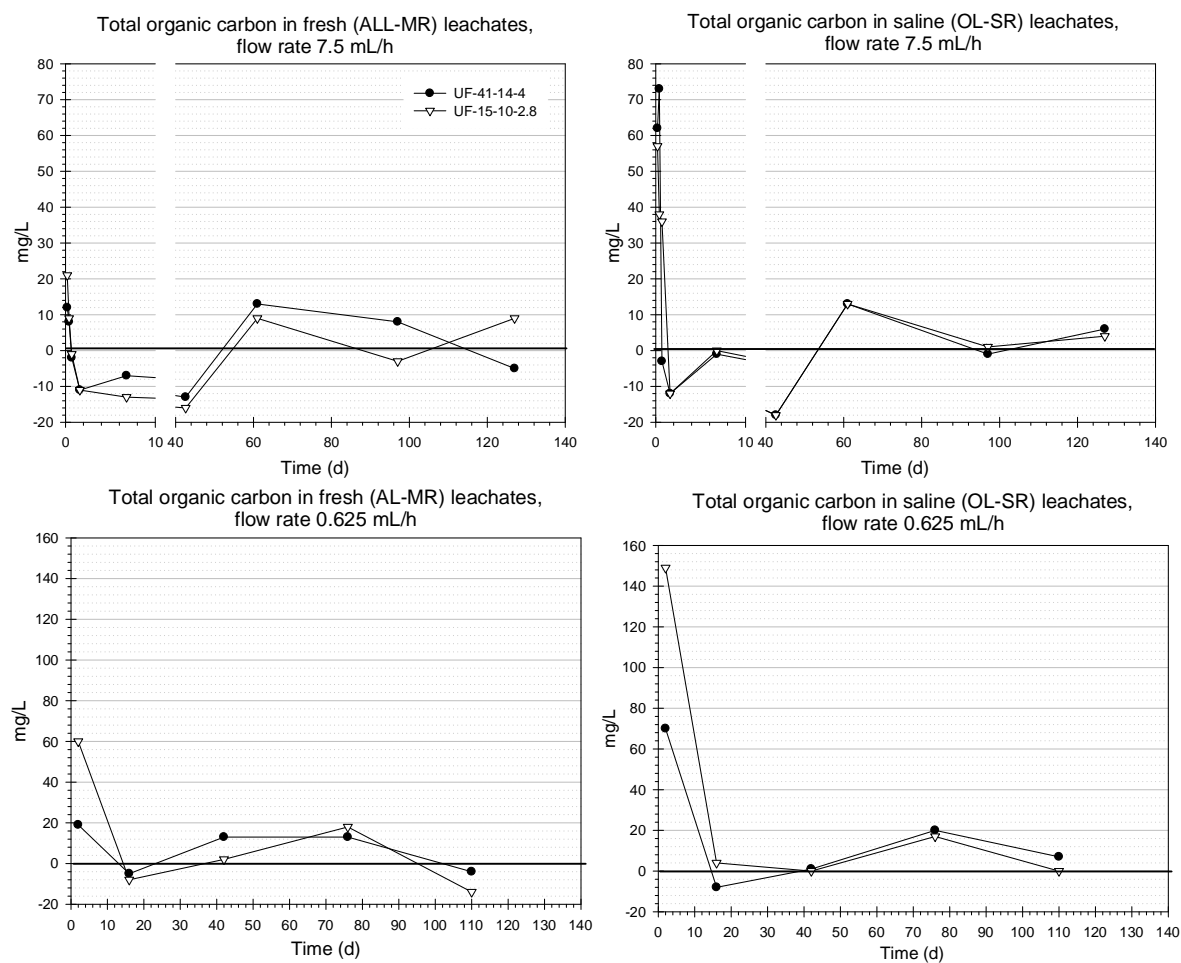 Total organic carbon in fresh (ALL-MR) leachates,
flow rate 7.5 mL/h
80
70
60
50
40
30
20
10
0
-10
-20
mg/L
UF-41-14-4
UF-15-10-2.8
0 10 40 60 80 100 120 140
Time (d)
Total organic carbon in saline (OL-SR) leachates,
flow rate 7.5 mL/h
80
70
60
50
40
30
20
10
0
-10
-20
mg/L
0 10 40 60 80 100 120 140
Time (d)
Total organic carbon in fresh (AL-MR) leachates,
flow rate 0.625 mL/h
160
140
120
100
80
60
40
20
0
-20
mg/L
0 10 20 30 40 50 60 70 80 90 100 110 120 130 140
Time (d)
Total organic carbon in saline (OL-SR) leachates,
flow rate 0.625 mL/h
160
140
120
100
80
60
40
20
0
-20
mg/L
0 10 20 30 40 50 60 70 80 90 100 110 120 130 140
Time (d)